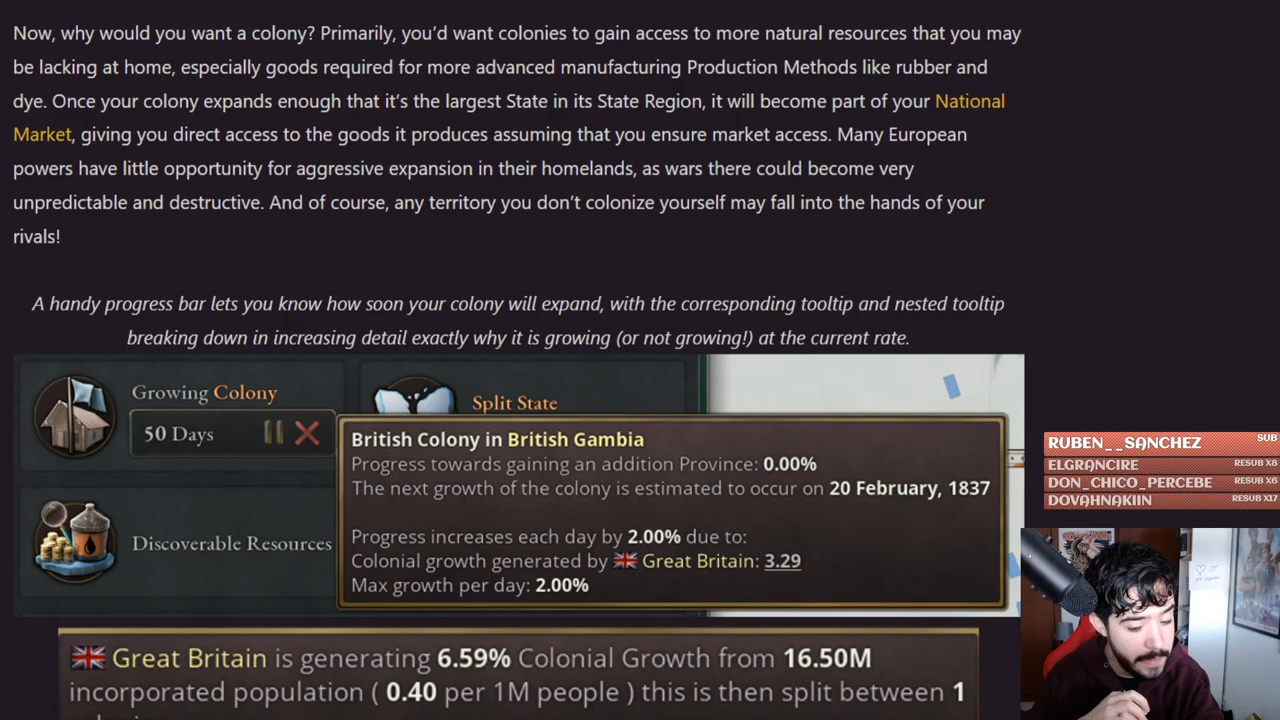 Now, why would you want a colony? Primarily, you'd want colonies to gain access to more natural resources that you may
be lacking at home, especially goods required for more advanced manufacturing Production Methods like rubber and
dye. Once your colony expands enough that it's the largest State in its State Region, it will become part of your National
Market, giving you direct access to the goods it produces assuming that you ensure market access. Many European
powers have little opportunity for aggressive expansion in their homelands, as wars there could become very
unpredictable and destructive. And of course, any territory you don't colonize yourself may fall into the hands of your
rivals!
A handy progress bar lets you know how soon your colony will expand, with the corresponding tooltip and nested tooltip
breaking down in increasing detail exactly why it is growing (or not growing!) at the current rate.
Growing Colony
50 Days
Split State
Discoverable Resources
British Colony in British Gambia
Progress towards gaining an addition Province: 0.00%
The next growth of the colony is estimated to occur on 20 February, 1837
Progress increases each day by 2.00% due to:
Colonial growth generated by Great Britain: 3.29
Max growth per day: 2.00%
Great Britain is generating 6.59% Colonial Growth from 16.50M
incorporated population ( 0.40 per 1M people ) this is then split between 1
RUBEN__SANCHEZ SUB
ELGRANCIRE RESUB X8
DON_CHICO_PERCEBE RESUB X6
DOVAHNAKIIN RESUB X17